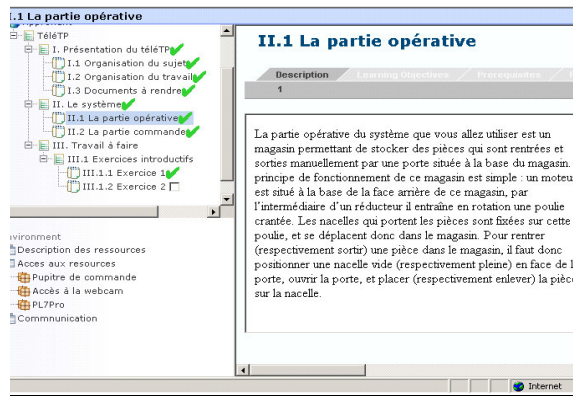 I.1 La partie opérative
Apprenant
TéléTP
I. Présentation du téléTP
I.1 Organisation du sujet
I.2 Organisation du travail
I.3 Documents à rendre
II. Le système
II.1 La partie opérative
II.2 La partie commande
III. Travail á faire
III.1 Exercices introductifs
III.1.1 Exercice 1
III.1.2 Exercice 2
vironment
Description des ressources
Acces aux resources
Pupitre de commande
Accès à la webcam
PL7Pro
Commnunication
II.1 La partie opérative
Description / Learning Objectives / Prerequisites /
1
La partie opérative du système que vous allez utiliser est un
magasin permettant de stocker des pièces qui sont rentrées et
sorties manuellement par une porte située à la base du magasin.
principe de fonctionnement de ce magasin est simple : un moteu
est situé à la base de la face arrière de ce magasin, par
l'intermédiaire d'un réducteur il entraîne en rotation une poulie
crantée. Les nacelles qui portent les pièces sont fixées sur cette
poulie, et se déplacent donc dans le magasin. Pour rentrer
(respectivement sortir) une pièce dans le magasin, il faut donc
positionner une nacelle vide (respectivement pleine) en face de l
porte, ouvrir la porte, et placer (respectivement enlever) la pièc
sur la nacelle.
Internet